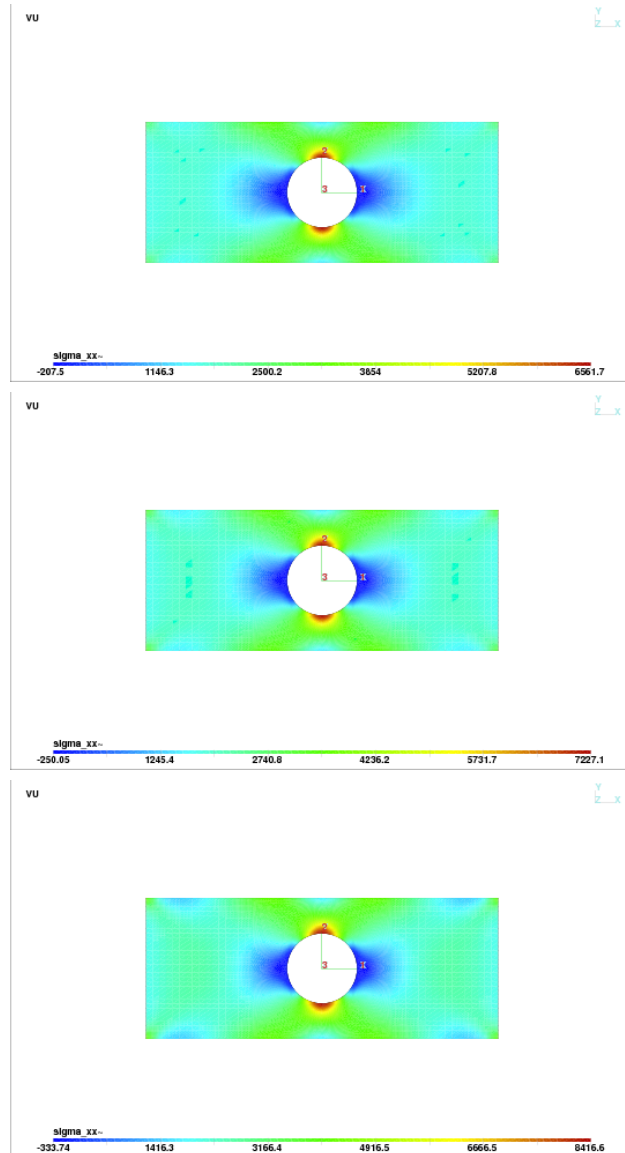 VU
Y
Z X
2
3 X
sigma_xx~
-207.5 1146.3 2500.2 3854 5207.8 6561.7
VU
Y
Z X
2
3 X
sigma_xx~
-250.05 1245.4 2740.8 4236.2 5731.7 7227.1
VU
Y
Z X
2
3 X
sigma_xx~
-333.74 1416.3 3166.4 4916.5 6666.5 8416.6